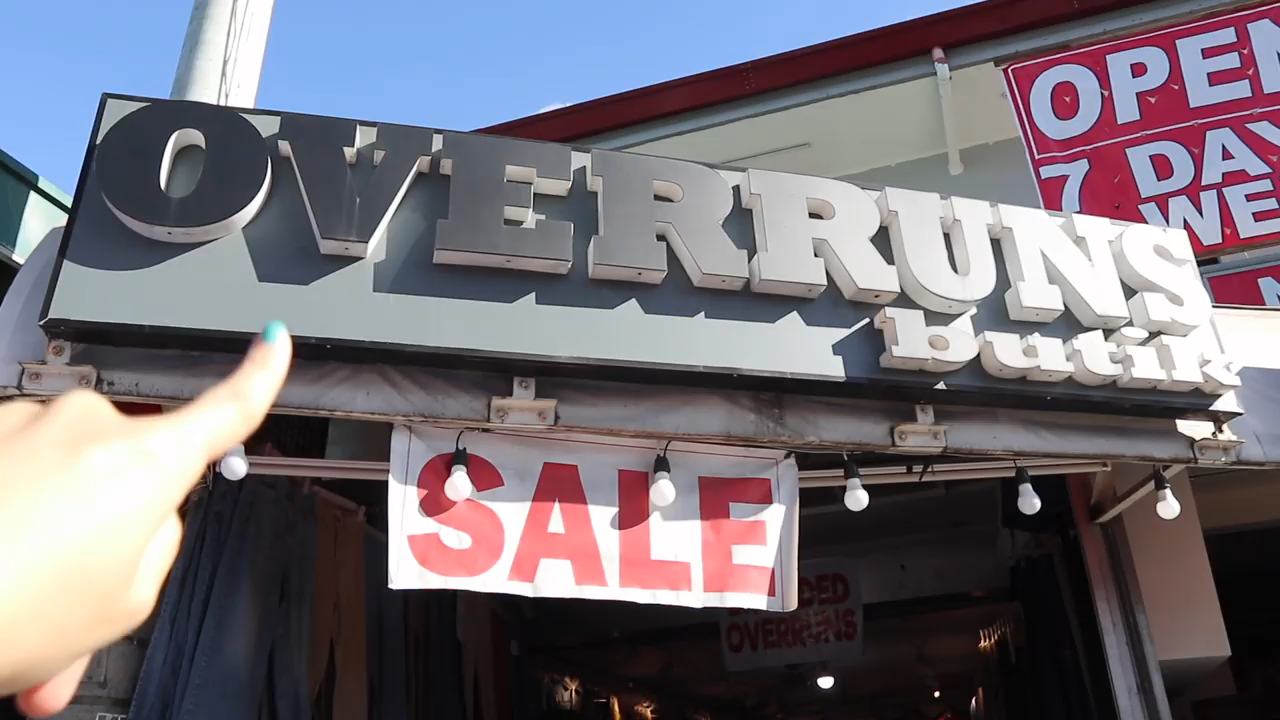 OVERRUNS
butik
OPEN
7 DAY
WE
SALE
OVERRUNS